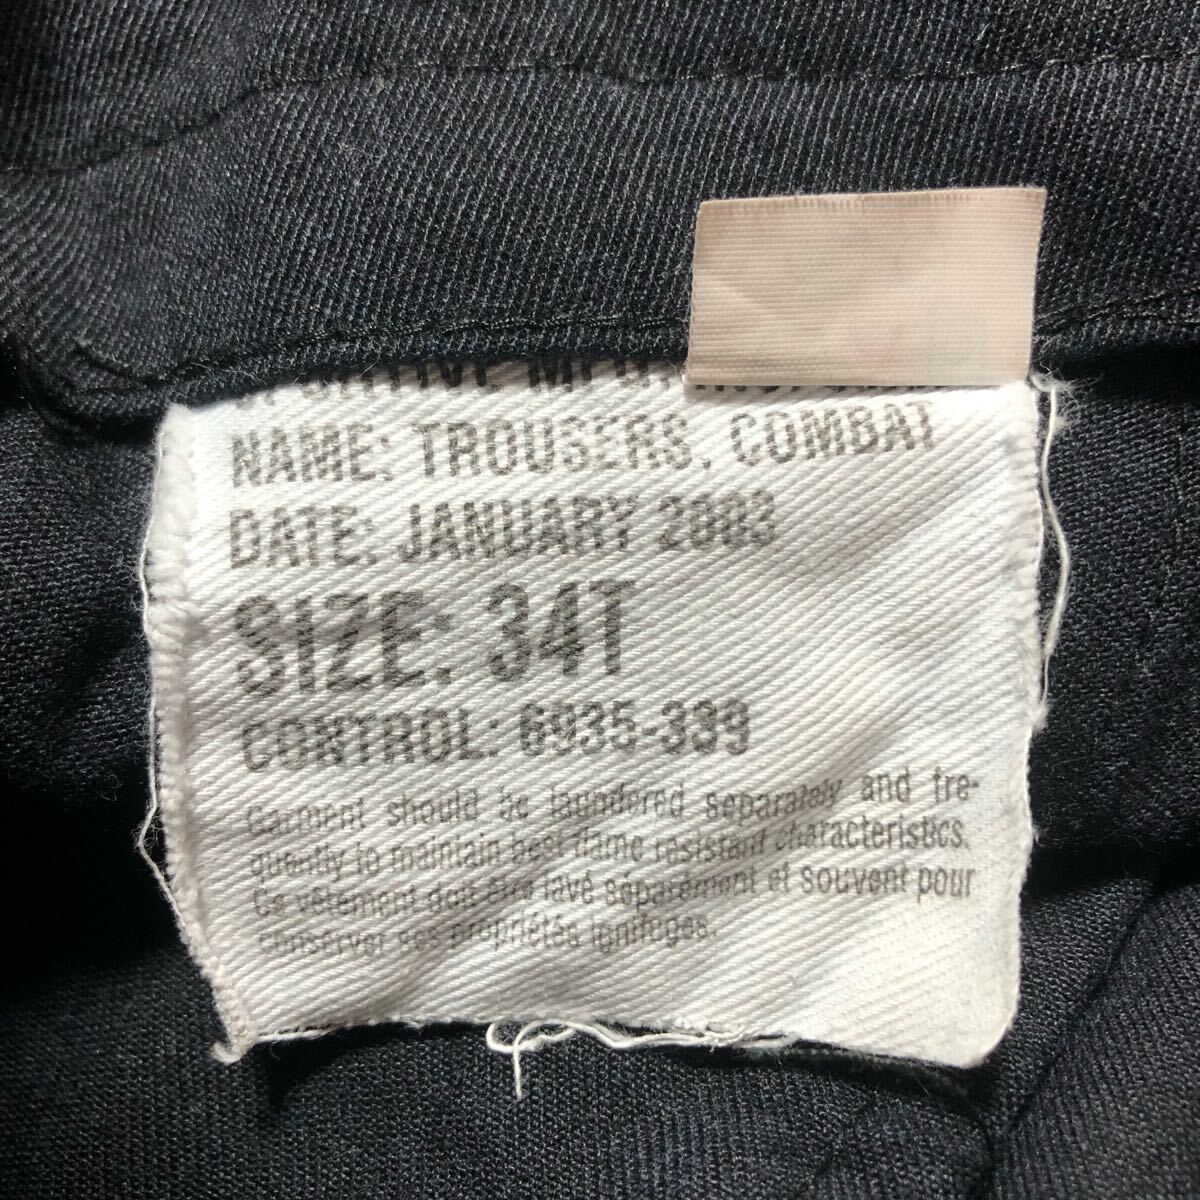 MFG.
NAME: TROUSERS, COMBAT
DATE: JANUARY 2003
SIZE: 34T
CONTROL: 6935-339
Garment should be laundered separately and fre-
quently to maintain best flame resistant characteristics.
Ce vêtement doit être lavé séparément et souvent pour
conserver ses propriétés ignifuges.